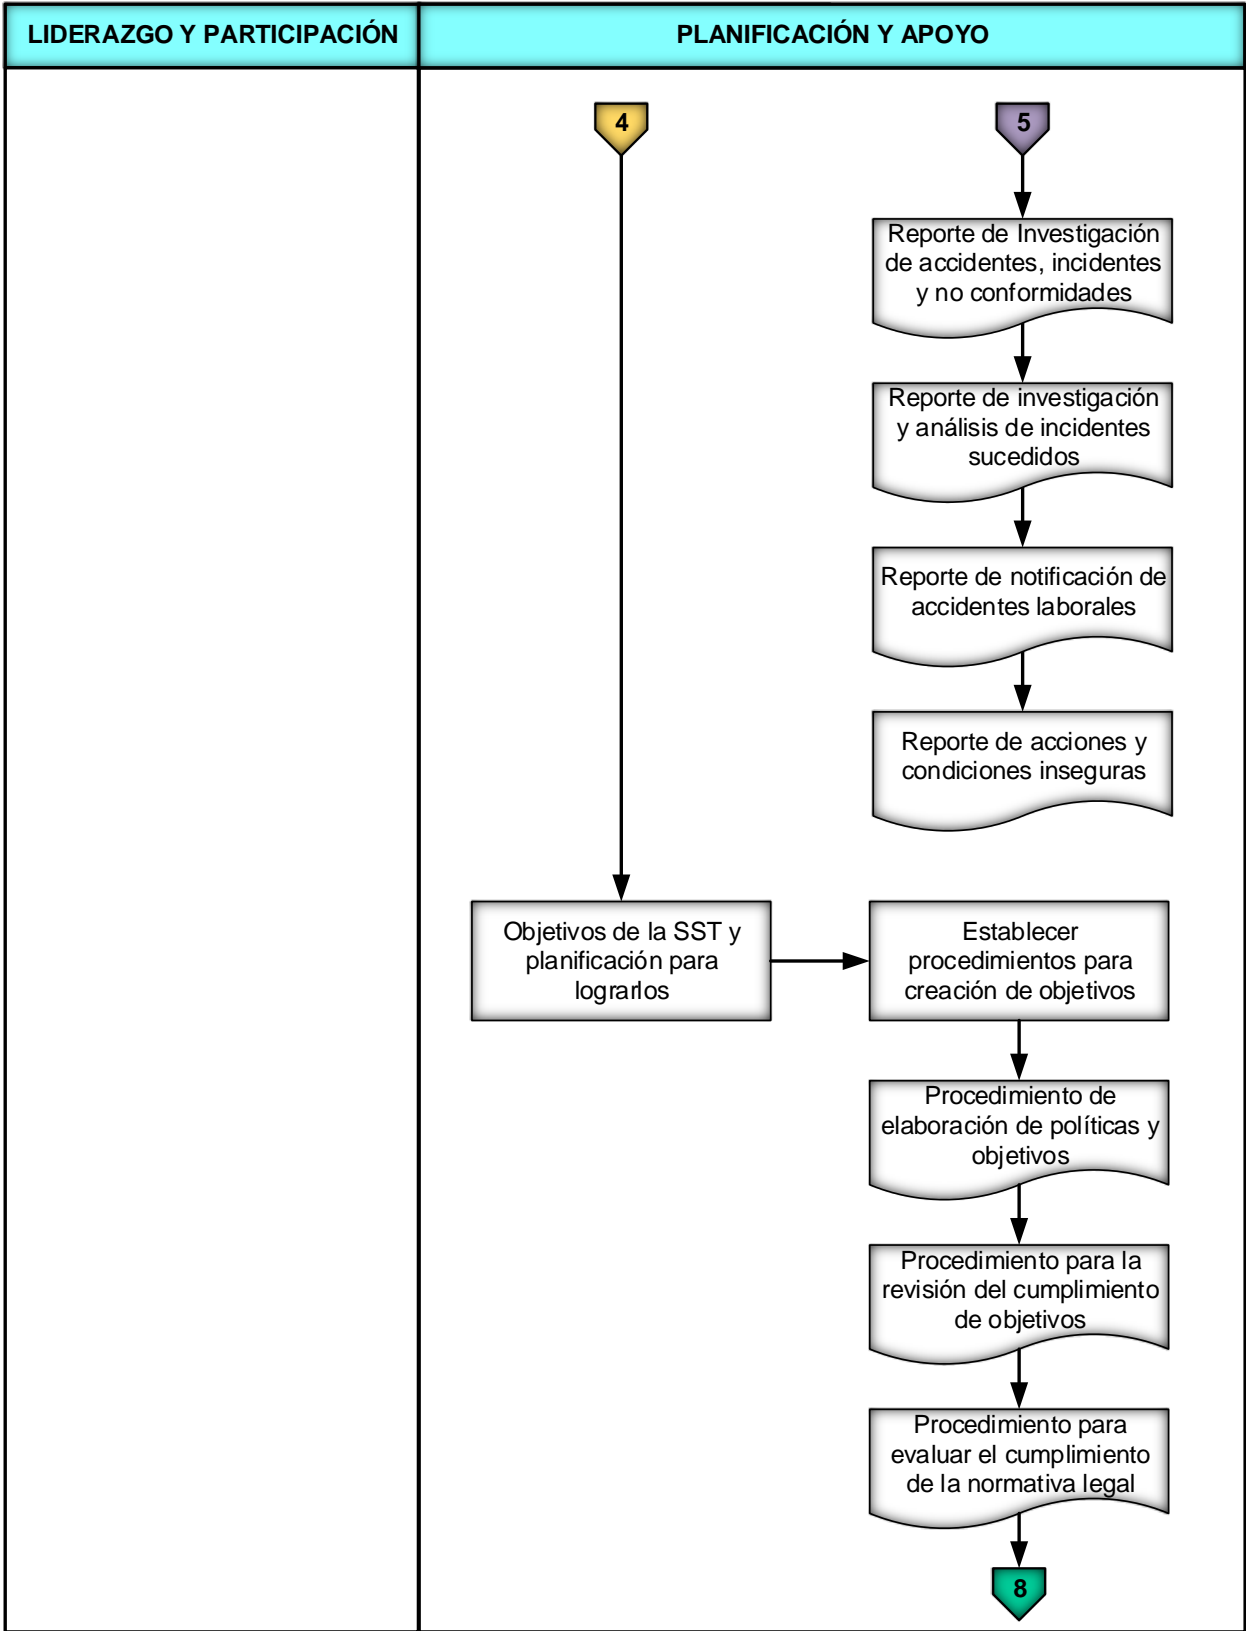 LIDERAZGO Y PARTICIPACIÓN
PLANIFICACIÓN Y APOYO
4
5
Reporte de Investigación
de accidentes, incidentes
y no conformidades
Reporte de investigación
y análisis de incidentes
sucedidos
Reporte de notificación de
accidentes laborales
Reporte de acciones y
condiciones inseguras
Objetivos de la SST y
planificación para
lograrlos
Establecer
procedimientos para
creación de objetivos
Procedimiento de
elaboración de políticas y
objetivos
Procedimiento para la
revisión del cumplimiento
de objetivos
Procedimiento para
evaluar el cumplimiento
de la normativa legal
8